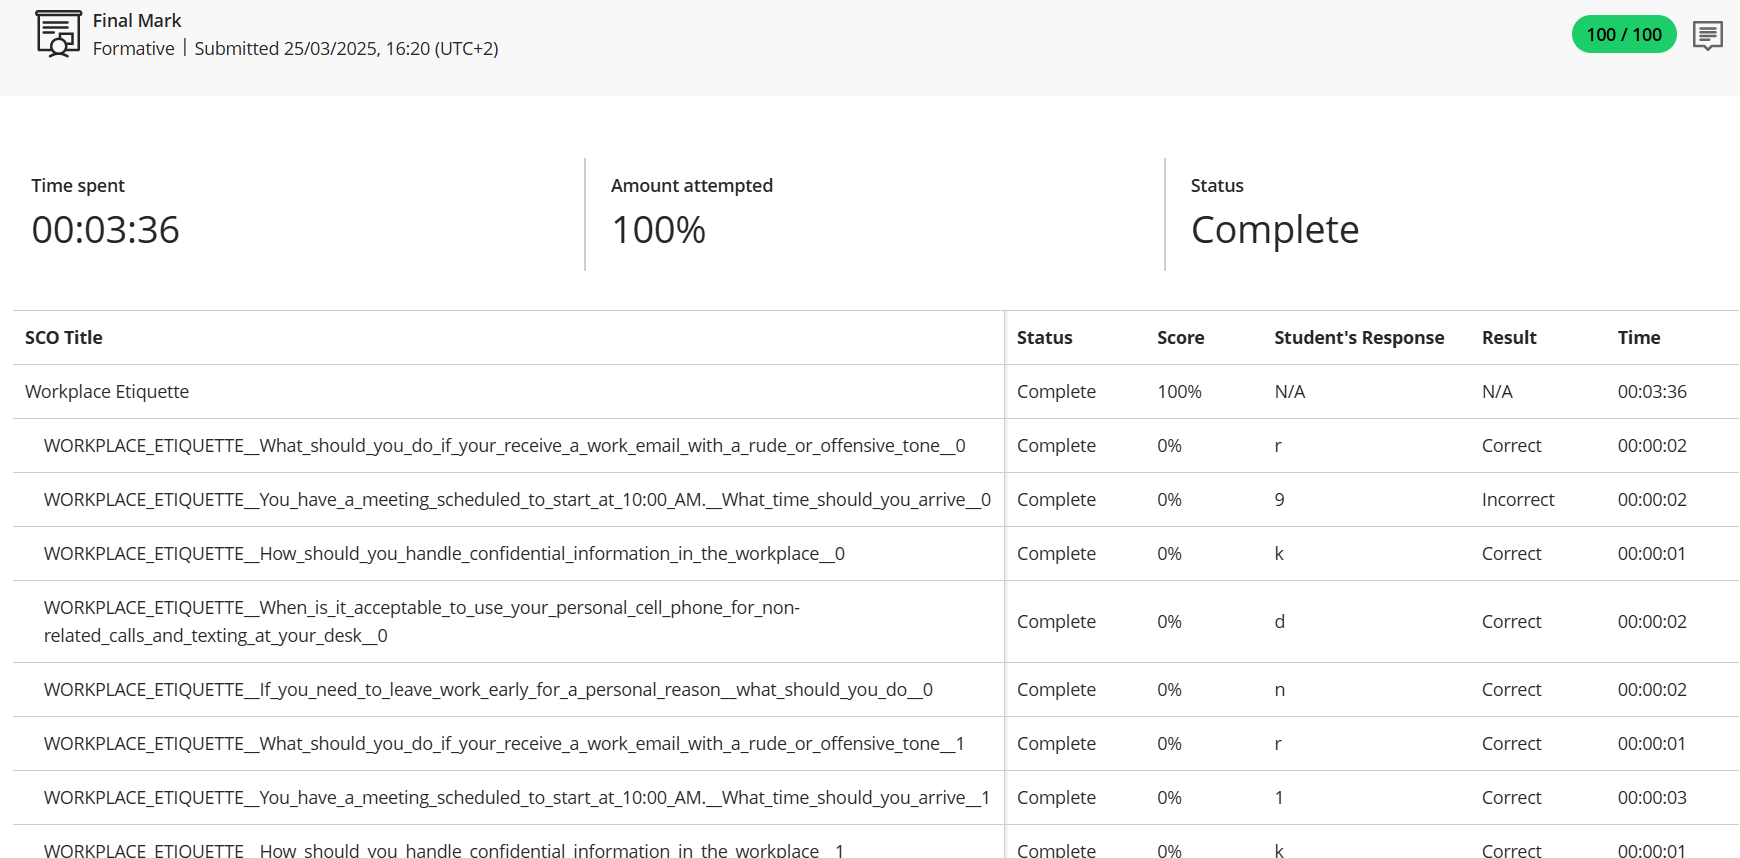 Final Mark
Formative | Submitted 25/03/2025, 16:20 (UTC+2)
100 / 100
Time spent
00:03:36
Amount attempted
100%
Status
Complete
SCO Title Status Score Student's Response Result Time
Workplace Etiquette Complete 100% N/A N/A 00:03:36
WORKPLACE_ETIQUETTE__What_should_you_do_if_your_receive_a_work_email_with_a_rude_or_offensive_tone__0 Complete 0% r Correct 00:00:02
WORKPLACE_ETIQUETTE__You_have_a_meeting_scheduled_to_start_at_10:00_AM.__What_time_should_you_arrive__0 Complete 0% 9 Incorrect 00:00:02
WORKPLACE_ETIQUETTE__How_should_you_handle_confidential_information_in_the_workplace__0 Complete 0% k Correct 00:00:01
WORKPLACE_ETIQUETTE__When_is_it_acceptable_to_use_your_personal_cell_phone_for_non-
related_calls_and_texting_at_your_desk__0 Complete 0% d Correct 00:00:02
WORKPLACE_ETIQUETTE__If_you_need_to_leave_work_early_for_a_personal_reason__what_should_you_do__0 Complete 0% n Correct 00:00:02
WORKPLACE_ETIQUETTE__What_should_you_do_if_your_receive_a_work_email_with_a_rude_or_offensive_tone__1 Complete 0% r Correct 00:00:01
WORKPLACE_ETIQUETTE__You_have_a_meeting_scheduled_to_start_at_10:00_AM.__What_time_should_you_arrive__1 Complete 0% 1 Correct 00:00:03
WORKPLACE_ETIQUETTE__How_should_you_handle_confidential_information_in_the_workplace__1 Complete 0% k Correct 00:00:01